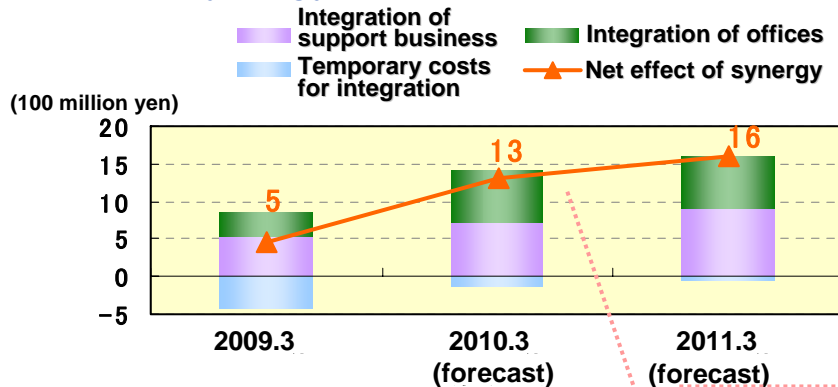 Integration of
support business
Integration of offices
Temporary costs
for integration
Net effect of synergy
(100 million yen)
20
15
10
5
0
-5
5
13
16
2009.3
2010.3
(forecast)
2011.3
(forecast)